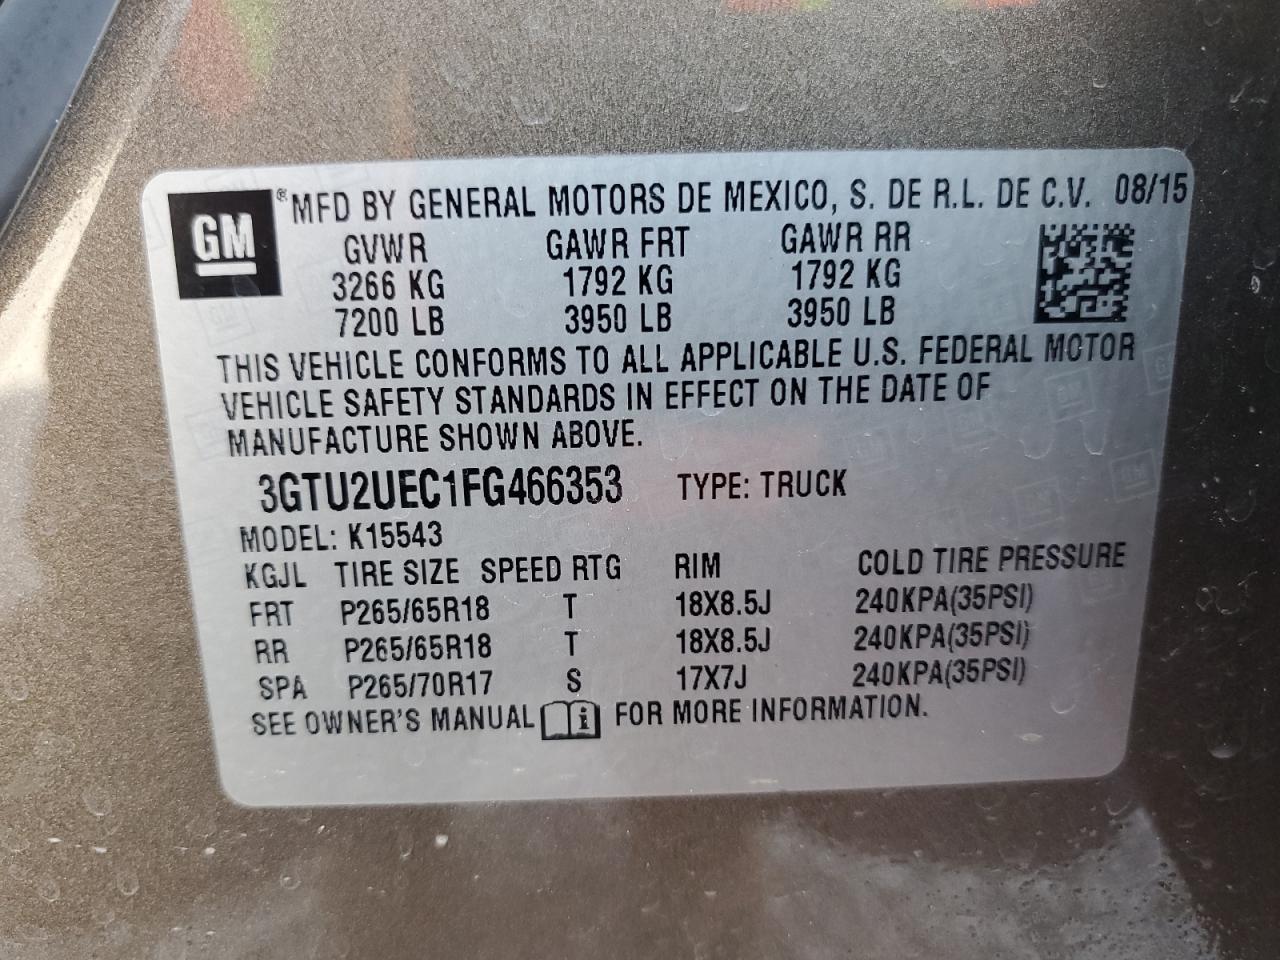 GM ® MFD BY GENERAL MOTORS DE MEXICO, S. DE R.L. DE C.V. 08/15
GVWR GAWR FRT GAWR RR
3266 KG 1792 KG 1792 KG
7200 LB 3950 LB 3950 LB
THIS VEHICLE CONFORMS TO ALL APPLICABLE U.S. FEDERAL MOTOR
VEHICLE SAFETY STANDARDS IN EFFECT ON THE DATE OF
MANUFACTURE SHOWN ABOVE.
3GTU2UEC1FG466353 TYPE: TRUCK
MODEL: K15543
KGJL TIRE SIZE SPEED RTG RIM COLD TIRE PRESSURE
FRT P265/65R18 T 18X8.5J 240KPA(35PSI)
RR P265/65R18 T 18X8.5J 240KPA(35PSI)
SPA P265/70R17 S 17X7J 240KPA(35PSI)
SEE OWNER'S MANUAL i FOR MORE INFORMATION.